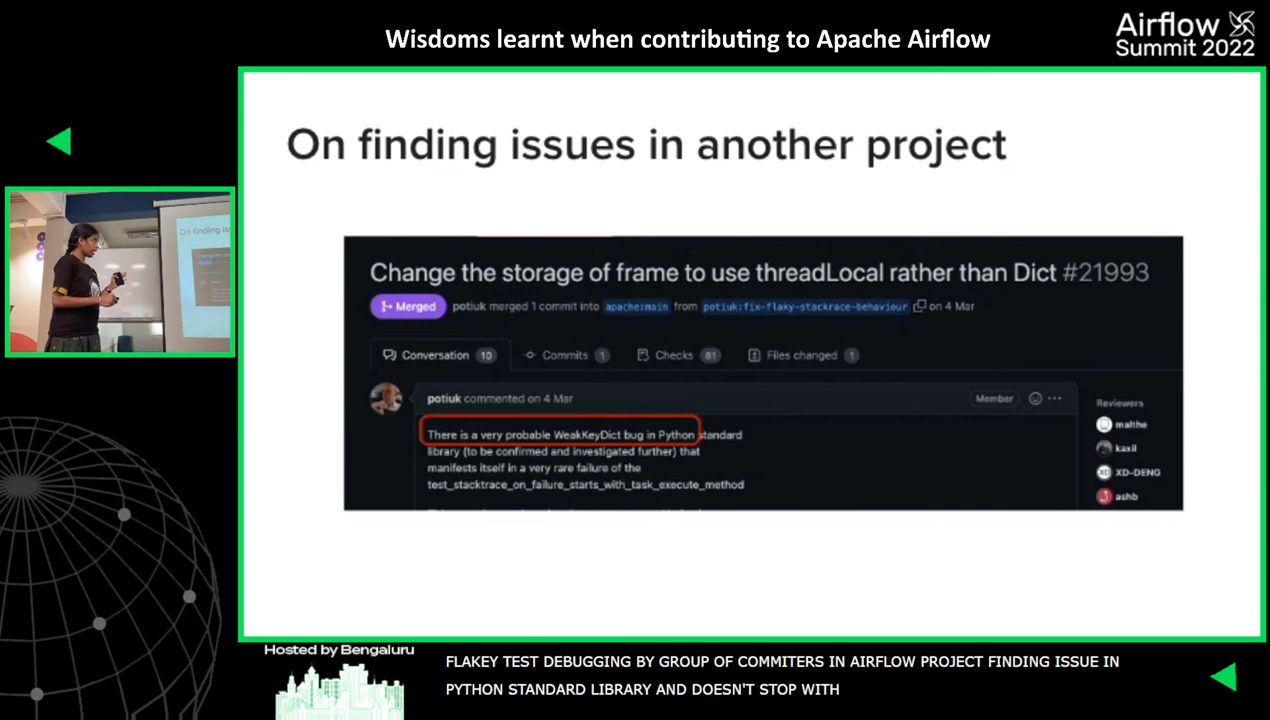 Wisdoms learnt when contributing to Apache Airflow
Airflow
Summit 2022
On finding issues in another project
On finding iss
Change the storage of frame to use threadLocal rather than Dict #21993
Merged potiuk merged 1 commit into apache:main from potiuk:fix-flaky-stackrace-behaviour on 4 Mar
Conversation 10 Commits 1 Checks 81 Files changed 1
potiuk commented on 4 Mar Member
There is a very probable WeakKeyDict bug in Python standard
library (to be confirmed and investigated further) that
manifests itself in a very rare failure of the
test_stacktrace_on_failure_starts_with_task_execute_method
Reviewers
malthe
kaxil
XD-DENG
ashb
Hosted by Bengaluru
FLAKEY TEST DEBUGGING BY GROUP OF COMMITERS IN AIRFLOW PROJECT FINDING ISSUE IN
PYTHON STANDARD LIBRARY AND DOESN'T STOP WITH